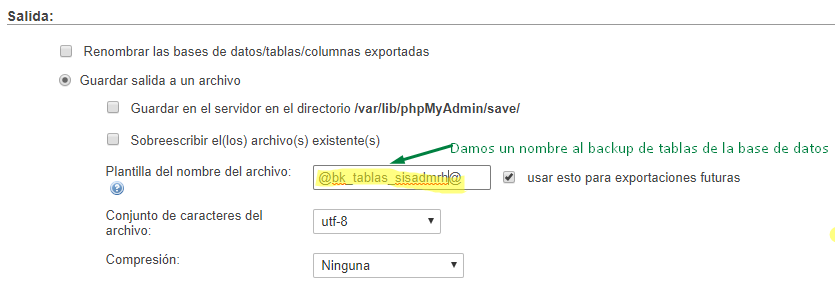 Salida:
Renombrar las bases de datos/tablas/columnas exportadas
Guardar salida a un archivo
Guardar en el servidor en el directorio /var/lib/phpMyAdmin/save/
Sobreescribir el(los) archivo(s) existente(s)
Damos un nombre al backup de tablas de la base de datos
Plantilla del nombre del archivo: @bk_tablas_sisadmrh@ usar esto para exportaciones futuras
Conjunto de caracteres del
archivo: utf-8
Compresión: Ninguna